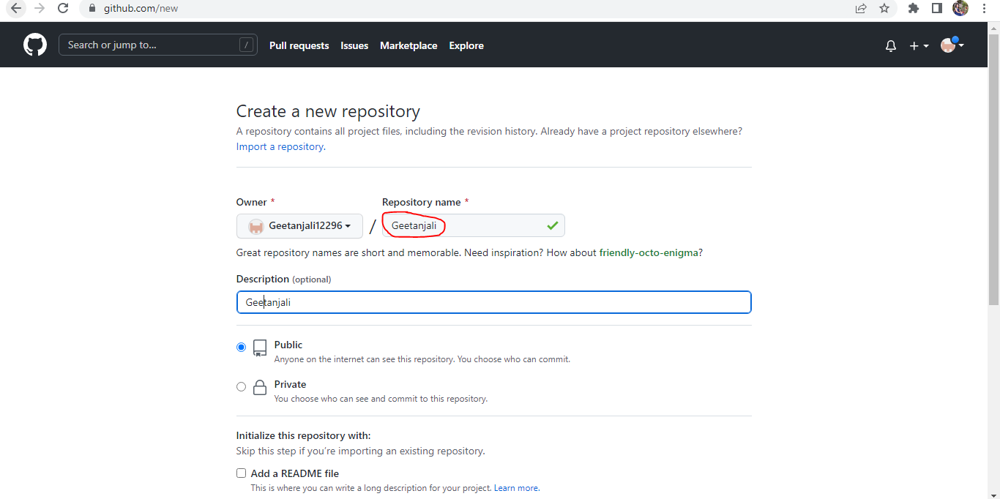 github.com/new
Search or jump to... /
Pull requests Issues Marketplace Explore
Create a new repository
A repository contains all project files, including the revision history. Already have a project repository elsewhere?
Import a repository.
Owner * Repository name *
Geetanjali12296 / Geetanjali
Great repository names are short and memorable. Need inspiration? How about friendly-octo-enigma?
Description (optional)
Geetanjali
Public
Anyone on the internet can see this repository. You choose who can commit.
Private
You choose who can see and commit to this repository.
Initialize this repository with:
Skip this step if you're importing an existing repository.
Add a README file
This is where you can write a long description for your project. Learn more.